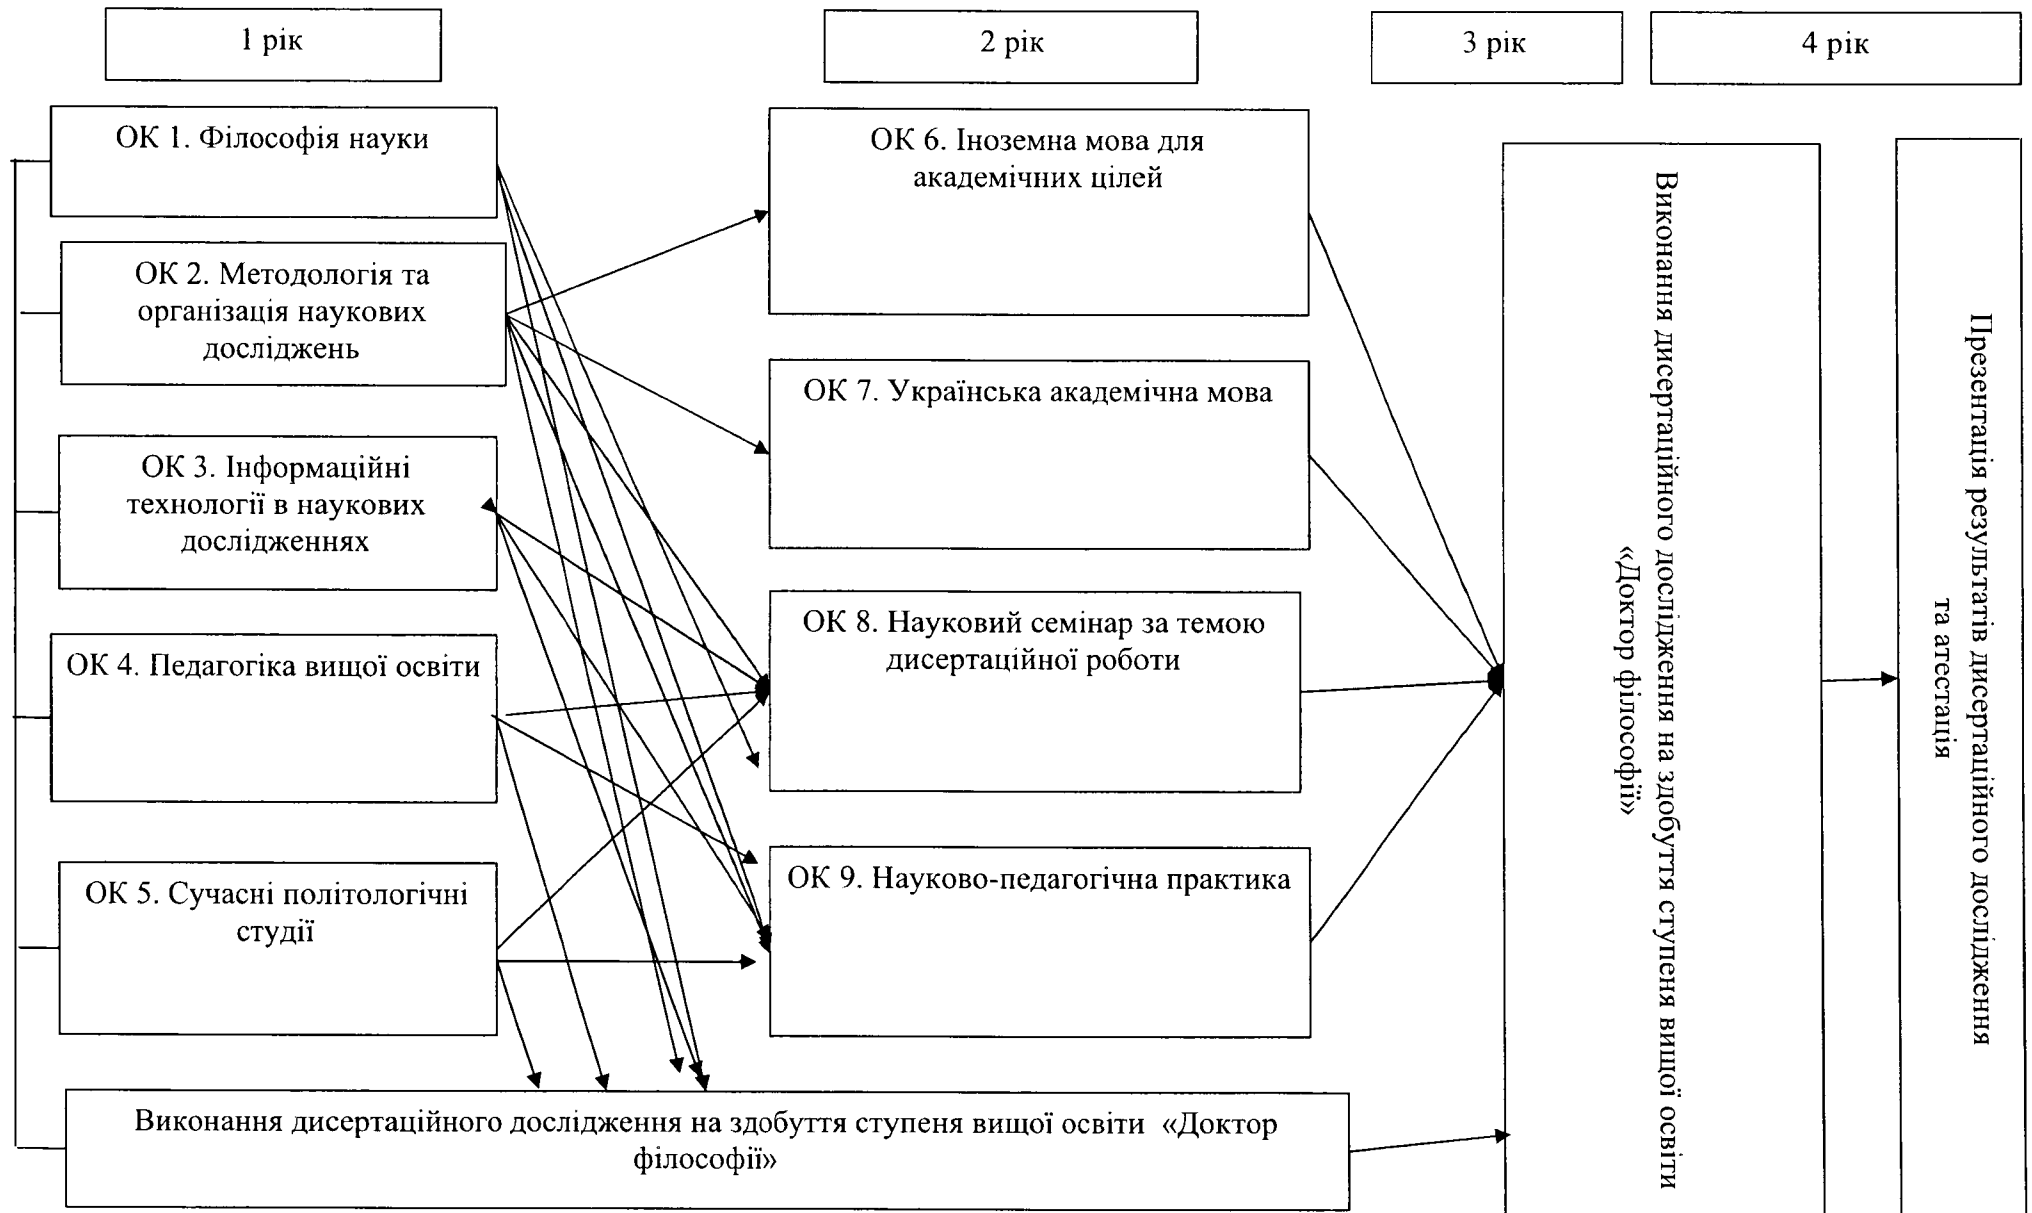 1 рік
2 рік
3 рік
4 рік
ОК 1. Філософія науки
ОК 2. Методологія та
організація наукових
досліджень
ОК 3. Інформаційні
технології в наукових
дослідженнях
ОК 4. Педагогіка вищої освіти
ОК 5. Сучасні політологічні
студії
ОК 6. Іноземна мова для
академічних цілей
ОК 7. Українська академічна мова
ОК 8. Науковий семінар за темою
дисертаційної роботи
ОК 9. Науково-педагогічна практика
Виконання дисертаційного дослідження на здобуття ступеня вищої освіти «Доктор
філософії»
Виконання дисертаційного дослідження на здобуття ступеня вищої освіти
«Доктор філософії»
Презентація результатів дисертаційного дослідження
та атестація